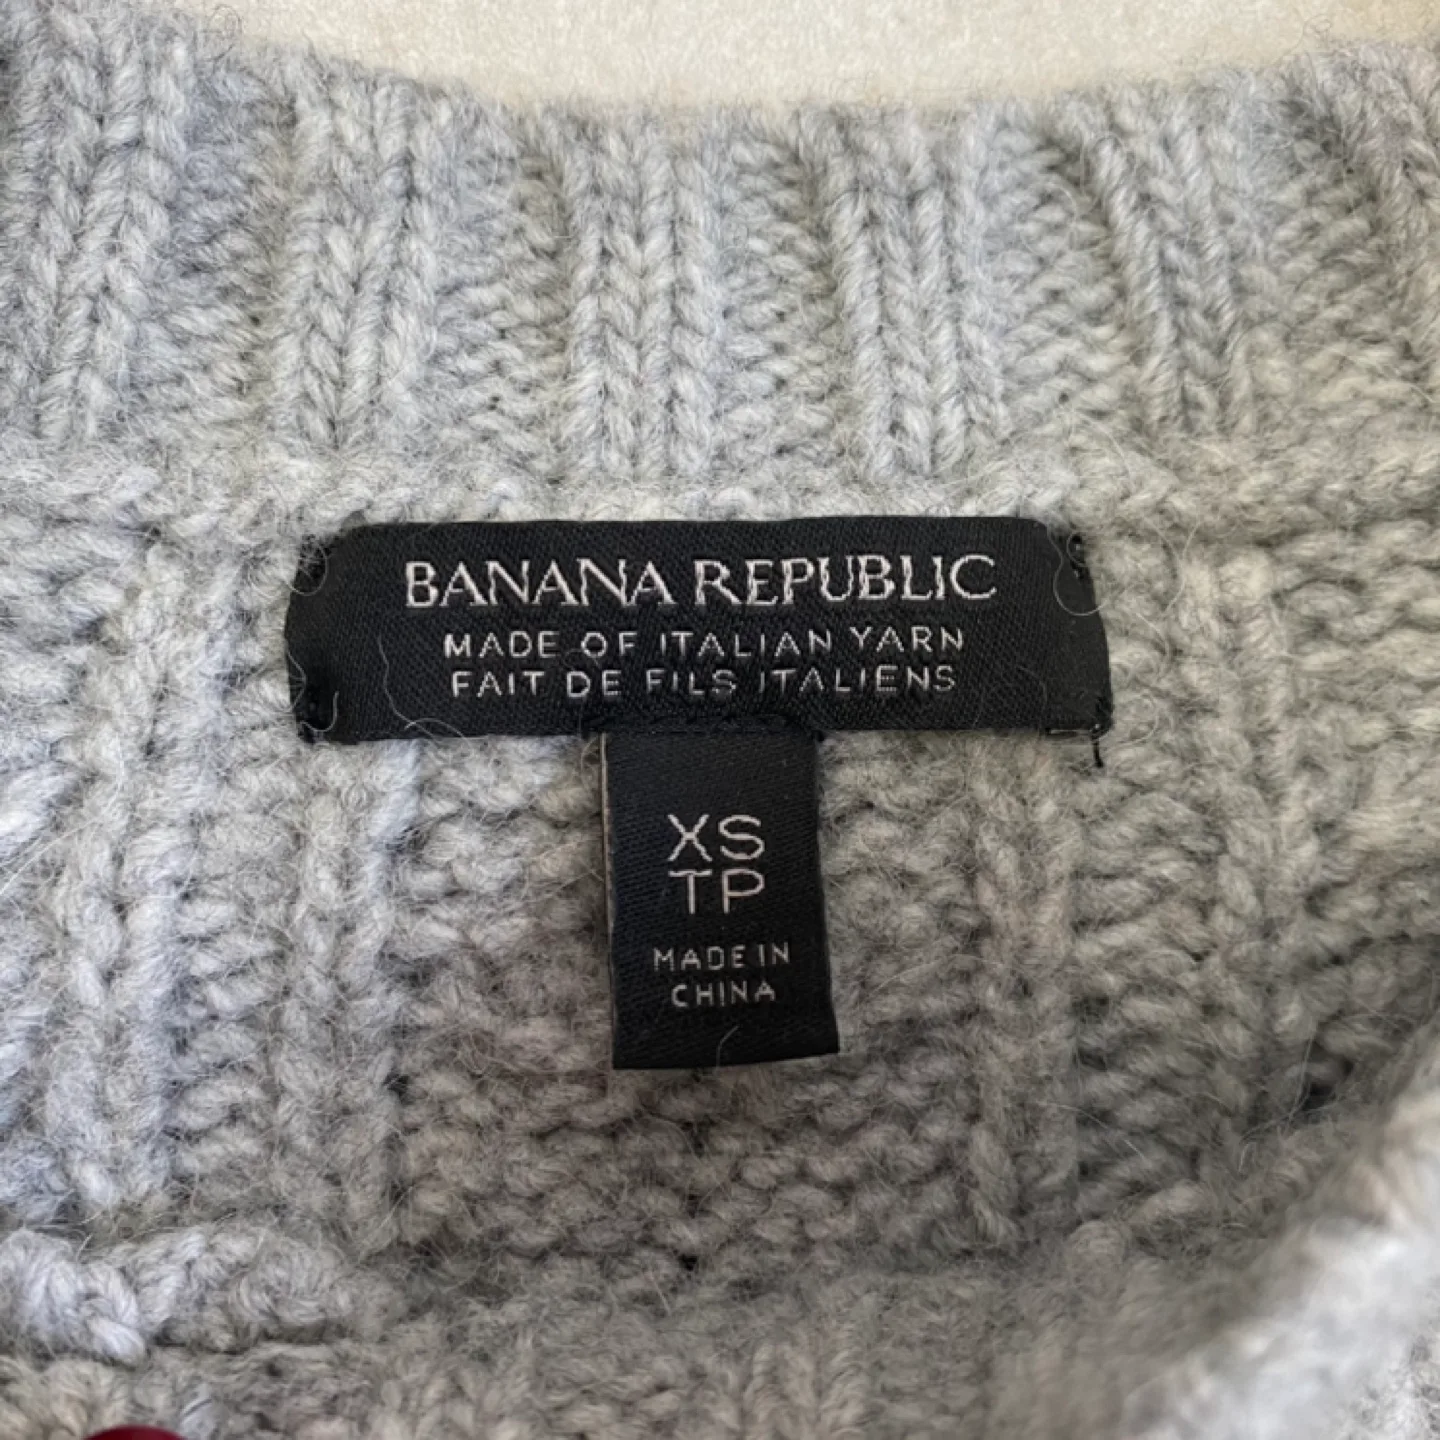 BANANA REPUBLIC
MADE OF ITALIAN YARN
FAIT DE FILS ITALIENS
XS
TP
MADE IN
CHINA